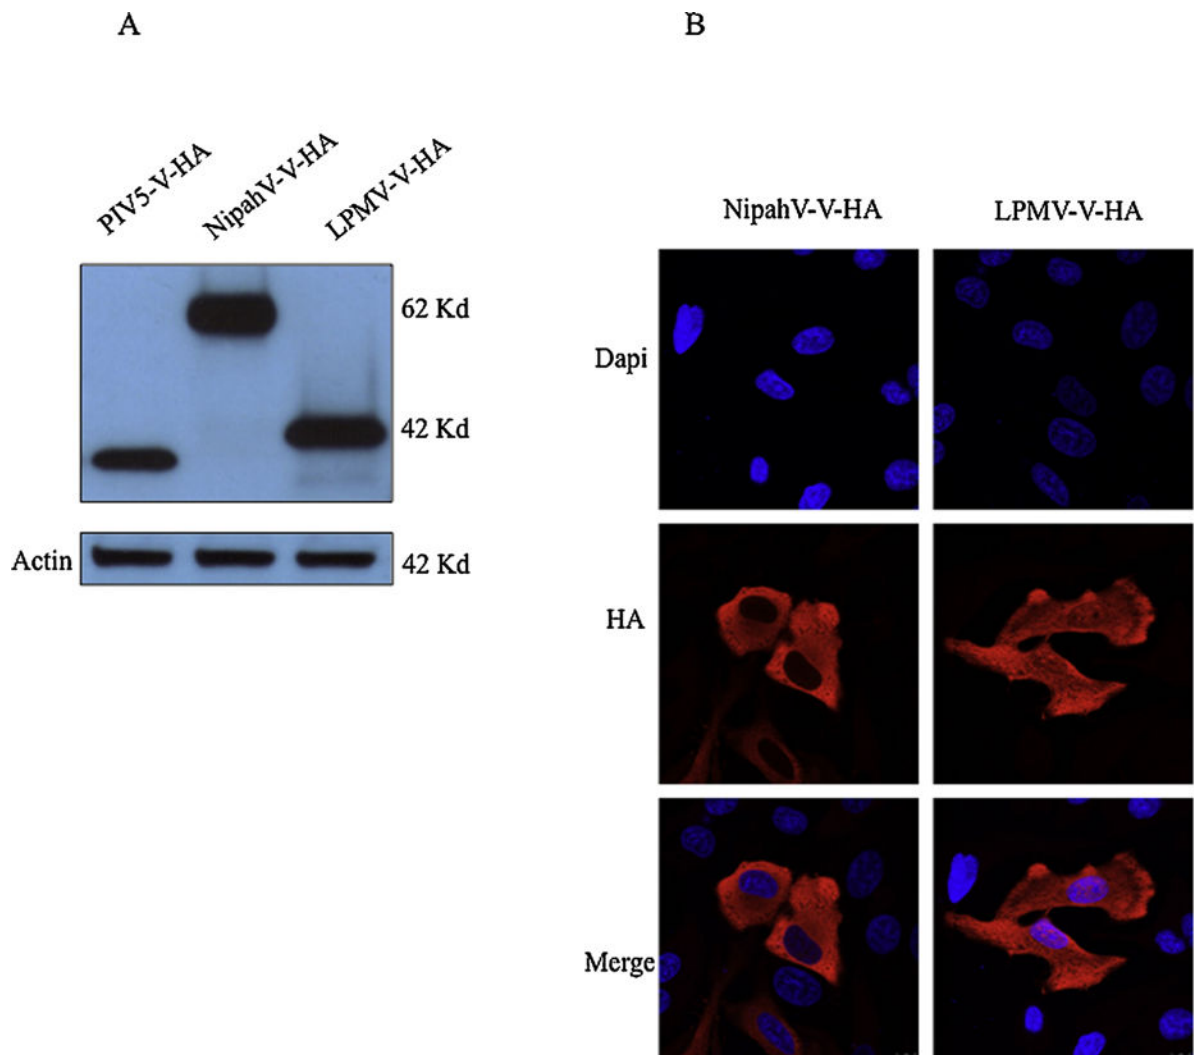 A
B
PIV5-V-HA
NipahV-V-HA
LPMV-V-HA
62 Kd
42 Kd
Actin
42 Kd
NipahV-V-HA
LPMV-V-HA
Dapi
HA
Merge